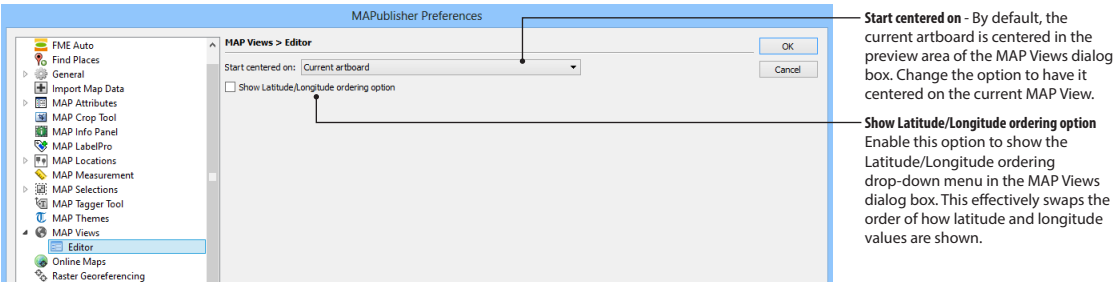 MAPublisher Preferences
FME Auto
Find Places
General
Import Map Data
MAP Attributes
MAP Crop Tool
MAP Info Panel
MAP LabelPro
MAP Locations
MAP Measurement
MAP Selections
MAP Tagger Tool
MAP Themes
MAP Views
Editor
Online Maps
Raster Georeferencing
MAP Views > Editor
Start centered on: Current artboard
Show Latitude/Longitude ordering option
OK
Cancel
Start centered on - By default, the
current artboard is centered in the
preview area of the MAP Views dialog
box. Change the option to have it
centered on the current MAP View.
Show Latitude/Longitude ordering option
Enable this option to show the
Latitude/Longitude ordering
drop-down menu in the MAP Views
dialog box. This effectively swaps the
order of how latitude and longitude
values are shown.